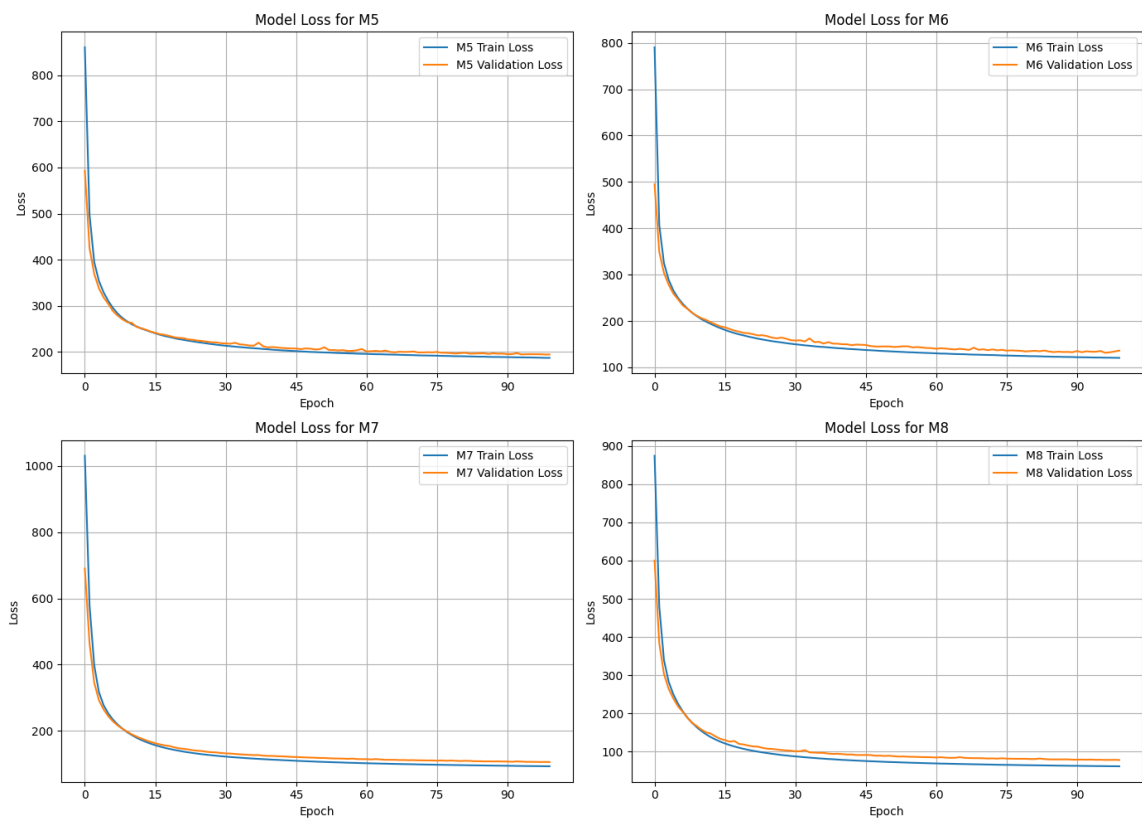 Model Loss for M5
M5 Train Loss
M5 Validation Loss
800
700
600
500
400
300
200
Loss
0 15 30 45 60 75 90
Epoch
Model Loss for M6
M6 Train Loss
M6 Validation Loss
800
700
600
500
400
300
200
100
Loss
0 15 30 45 60 75 90
Epoch
Model Loss for M7
M7 Train Loss
M7 Validation Loss
1000
800
600
400
200
Loss
0 15 30 45 60 75 90
Epoch
Model Loss for M8
M8 Train Loss
M8 Validation Loss
900
800
700
600
500
400
300
200
100
Loss
0 15 30 45 60 75 90
Epoch